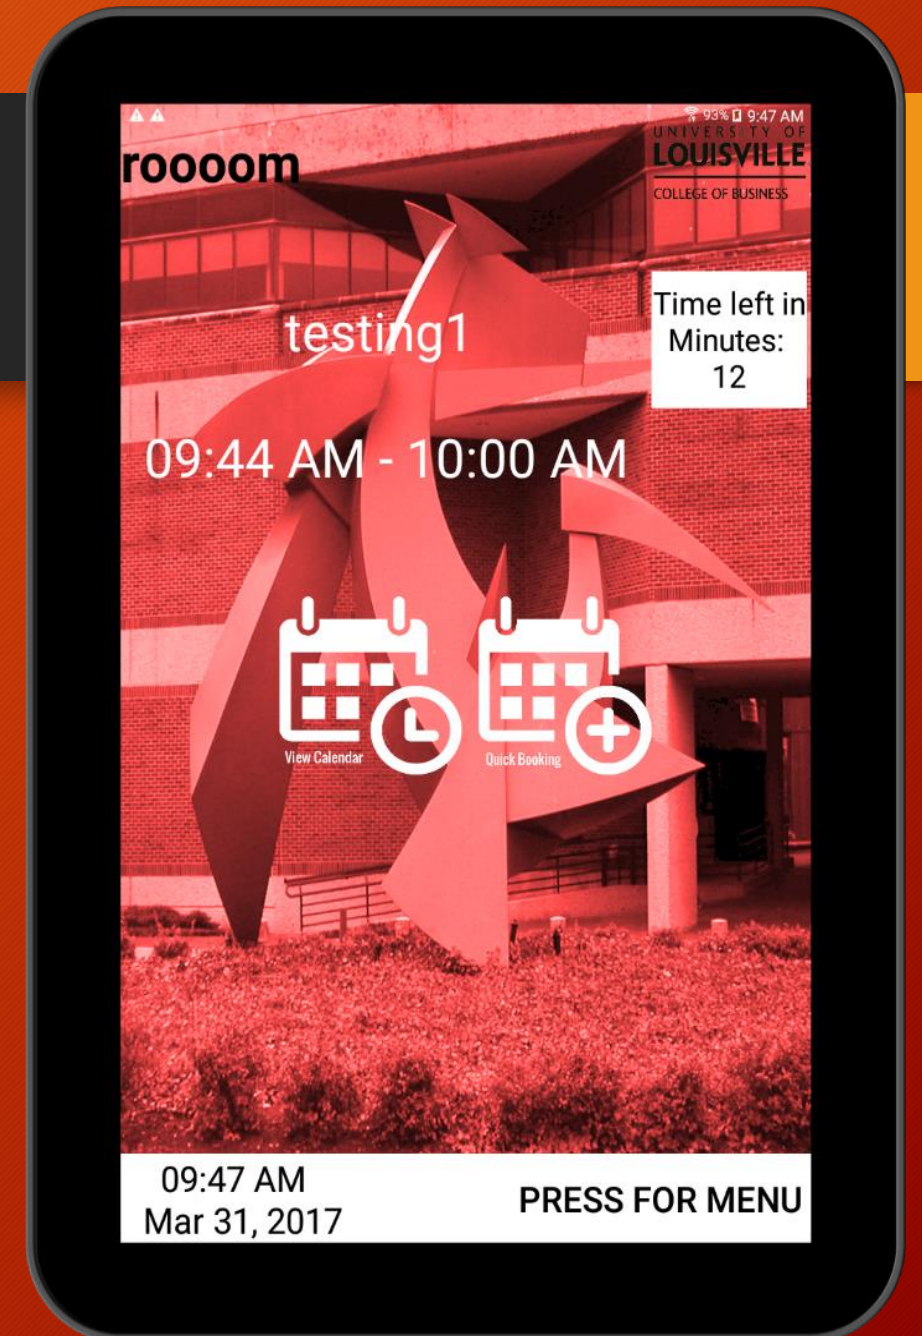 93% 9:47 AM
roooom
UNIVERSITY OF
LOUISVILLE
COLLEGE OF BUSINESS
Time left in
Minutes:
12
testing1
09:44 AM - 10:00 AM
View Calendar
Quick Booking
09:47 AM
Mar 31, 2017
PRESS FOR MENU